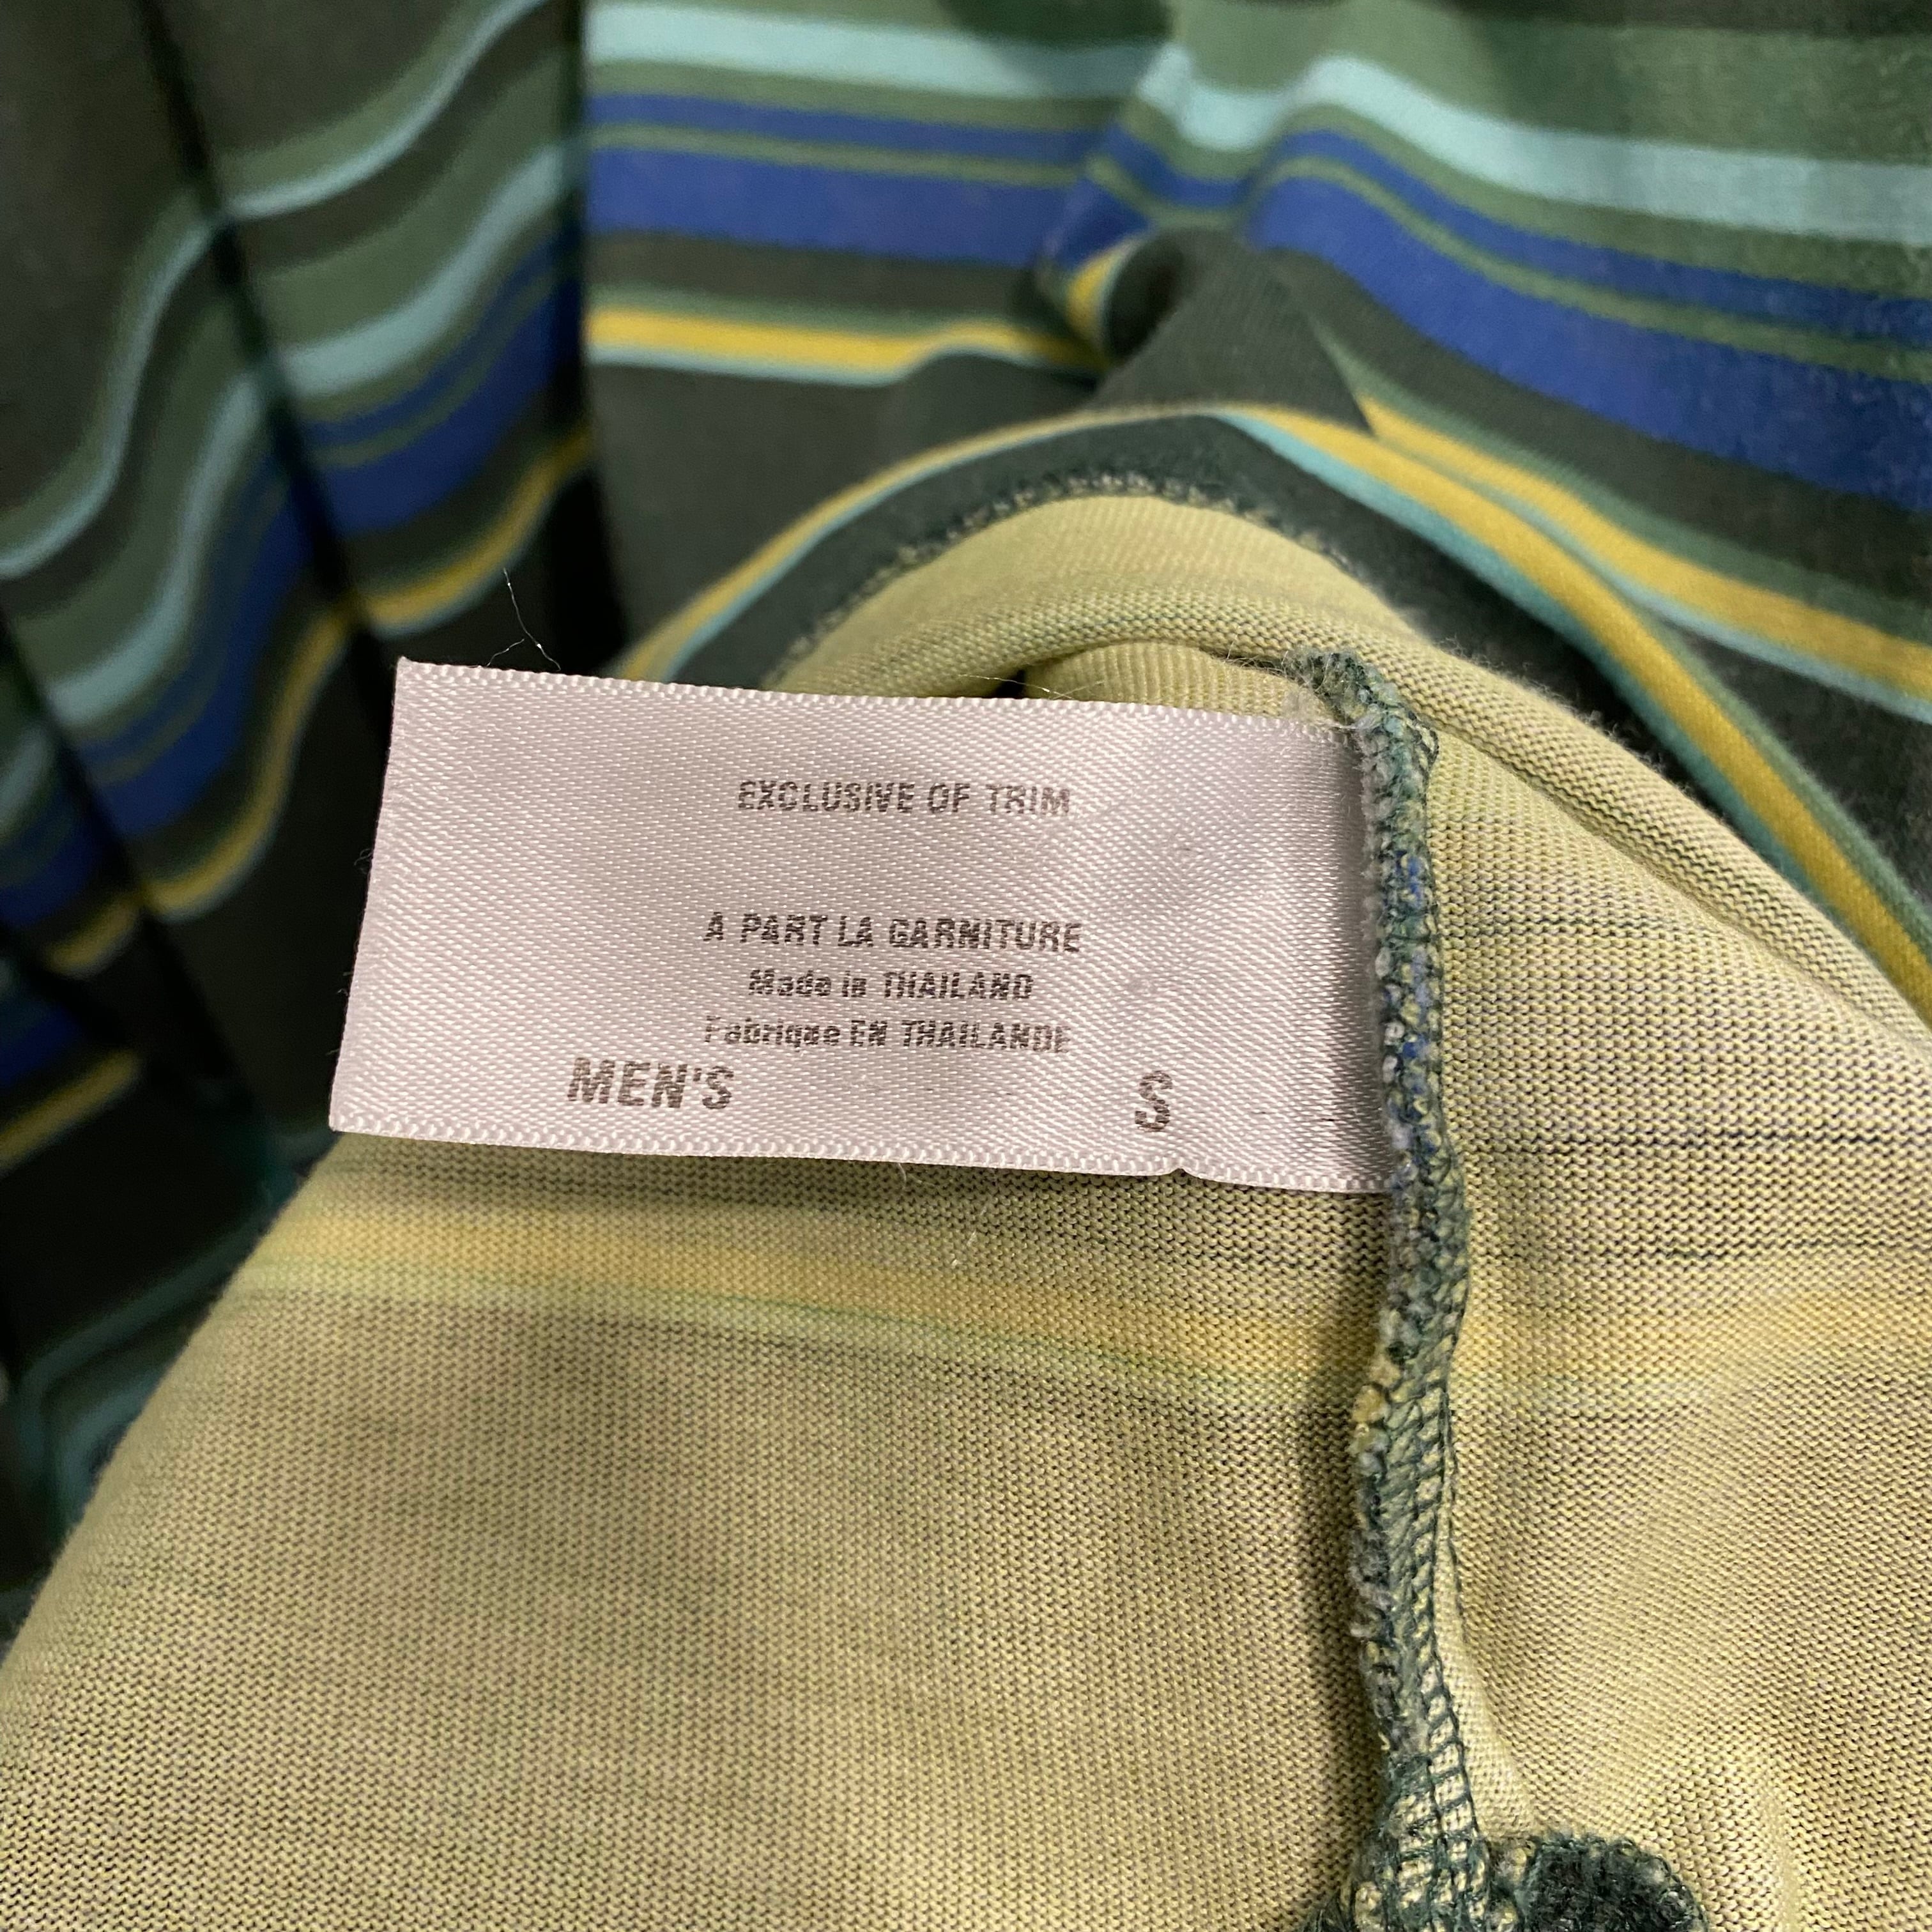 EXCLUSIVE OF TRIM
A PART LA GARNITURE
Made in THAILAND
Fabrique EN THAILANDE
MEN'S S